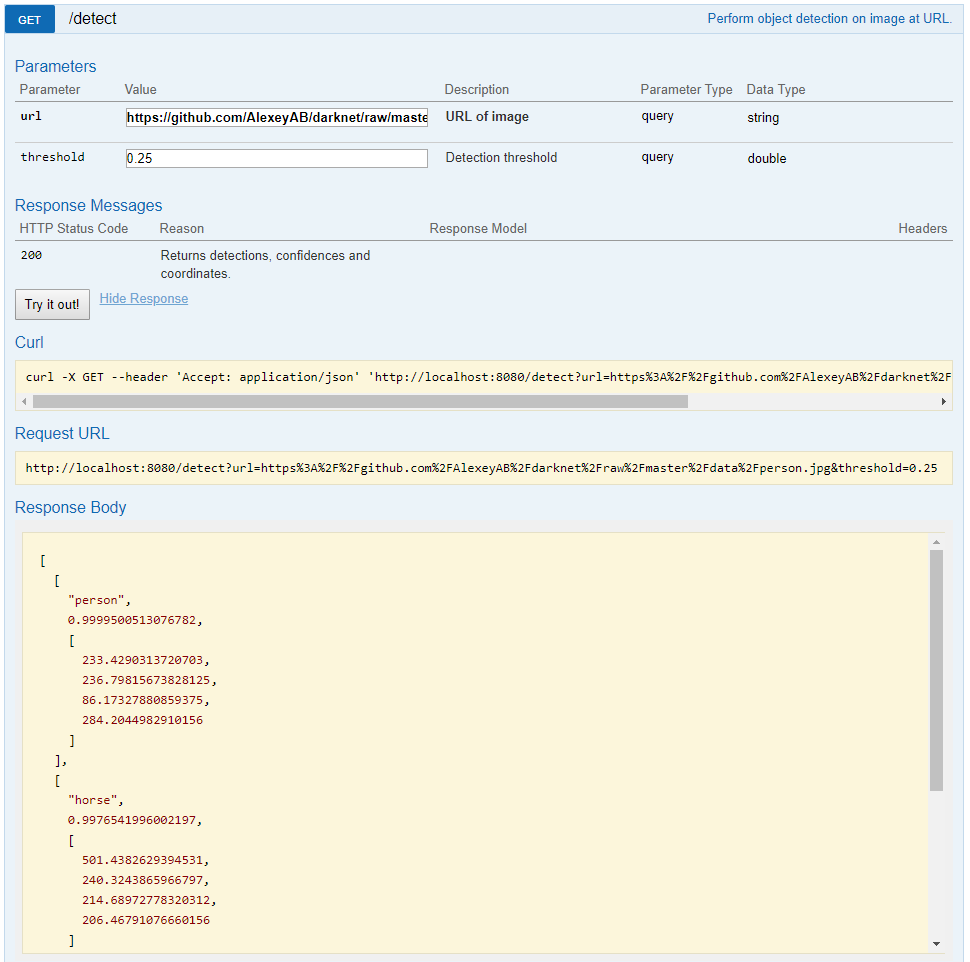 GET /detect Perform object detection on image at URL.
Parameters
Parameter Value Description Parameter Type Data Type
url https://github.com/AlexeyAB/darknet/raw/maste URL of image query string
threshold 0.25 Detection threshold query double
Response Messages
HTTP Status Code Reason Response Model Headers
200 Returns detections, confidences and
coordinates.
Try it out! Hide Response
Curl
curl -X GET --header 'Accept: application/json' 'http://localhost:8080/detect?url=https%3A%2F%2Fgithub.com%2FAlexeyAB%2Fdarknet%2F
Request URL
http://localhost:8080/detect?url=https%3A%2F%2Fgithub.com%2FAlexeyAB%2Fdarknet%2Fraw%2Fmaster%2Fdata%2Fperson.jpg&threshold=0.25
Response Body
[
[
"person",
0.9999500513076782,
[
233.4290313720703,
236.79815673828125,
86.17327880859375,
284.2044982910156
]
],
[
"horse",
0.9976541996002197,
[
501.4382629394531,
240.3243865966797,
214.68972778320312,
206.46791076660156
]